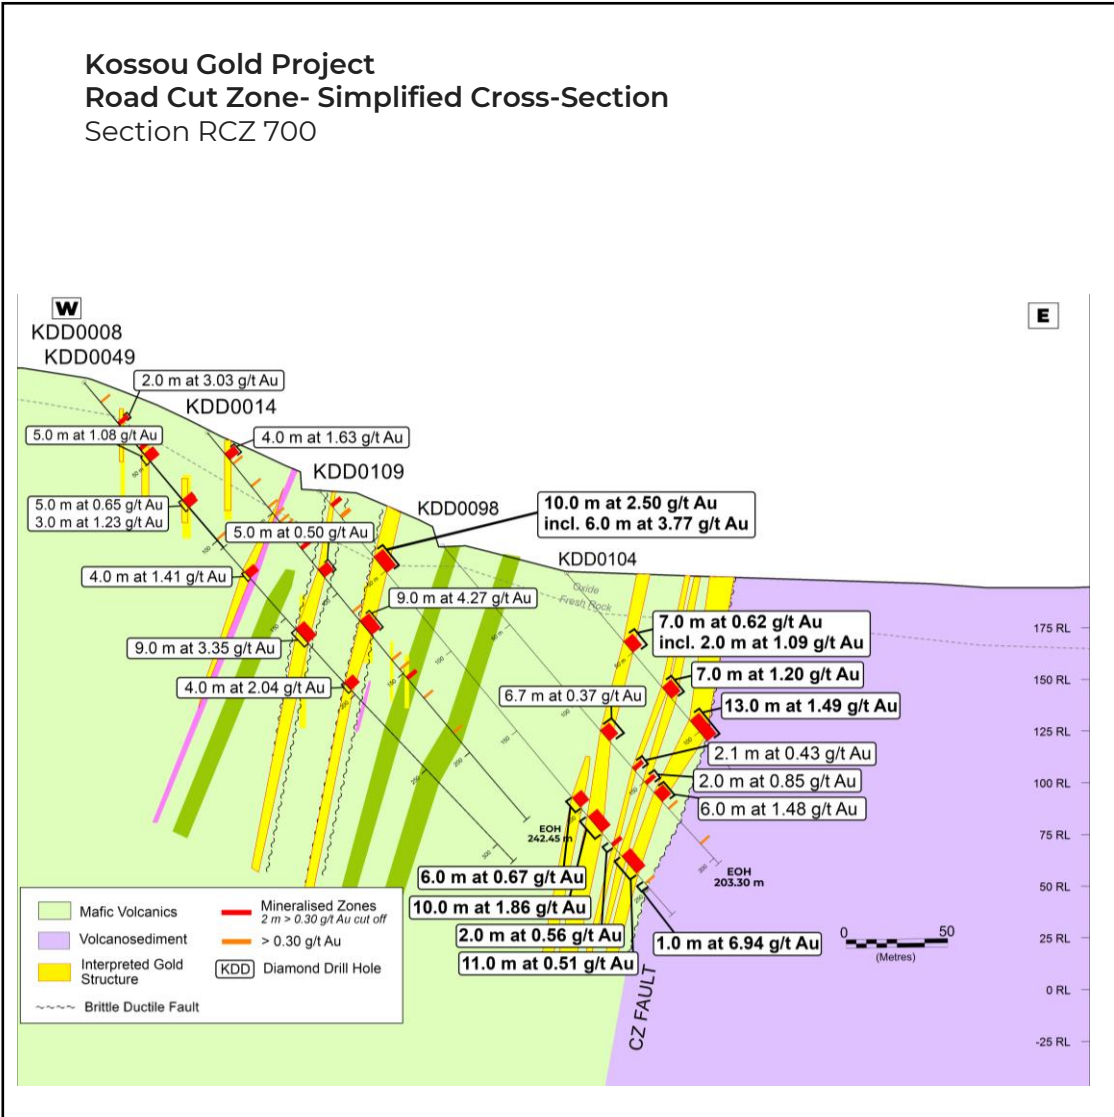 Kossou Gold Project
Road Cut Zone- Simplified Cross-Section
Section RCZ 700
W
E
KDD0008
KDD0049
2.0 m at 3.03 g/t Au
KDD0014
5.0 m at 1.08 g/t Au
4.0 m at 1.63 g/t Au
KDD0109
5.0 m at 0.65 g/t Au
3.0 m at 1.23 g/t Au
KDD0098
10.0 m at 2.50 g/t Au
incl. 6.0 m at 3.77 g/t Au
5.0 m at 0.50 g/t Au
KDD0104
4.0 m at 1.41 g/t Au
Oxide
Fresh Rock
9.0 m at 4.27 g/t Au
7.0 m at 0.62 g/t Au
incl. 2.0 m at 1.09 g/t Au
9.0 m at 3.35 g/t Au
7.0 m at 1.20 g/t Au
4.0 m at 2.04 g/t Au
6.7 m at 0.37 g/t Au
13.0 m at 1.49 g/t Au
2.1 m at 0.43 g/t Au
2.0 m at 0.85 g/t Au
6.0 m at 1.48 g/t Au
EOH
242.45 m
EOH
203.30 m
6.0 m at 0.67 g/t Au
10.0 m at 1.86 g/t Au
2.0 m at 0.56 g/t Au
11.0 m at 0.51 g/t Au
1.0 m at 6.94 g/t Au
CZ FAULT
175 RL
150 RL
125 RL
100 RL
75 RL
50 RL
25 RL
0 RL
-25 RL
0 50
(Metres)
Mafic Volcanics
Volcanosediment
Interpreted Gold
Structure
Brittle Ductile Fault
Mineralised Zones
2 m > 0.30 g/t Au cut off
> 0.30 g/t Au
KDD Diamond Drill Hole